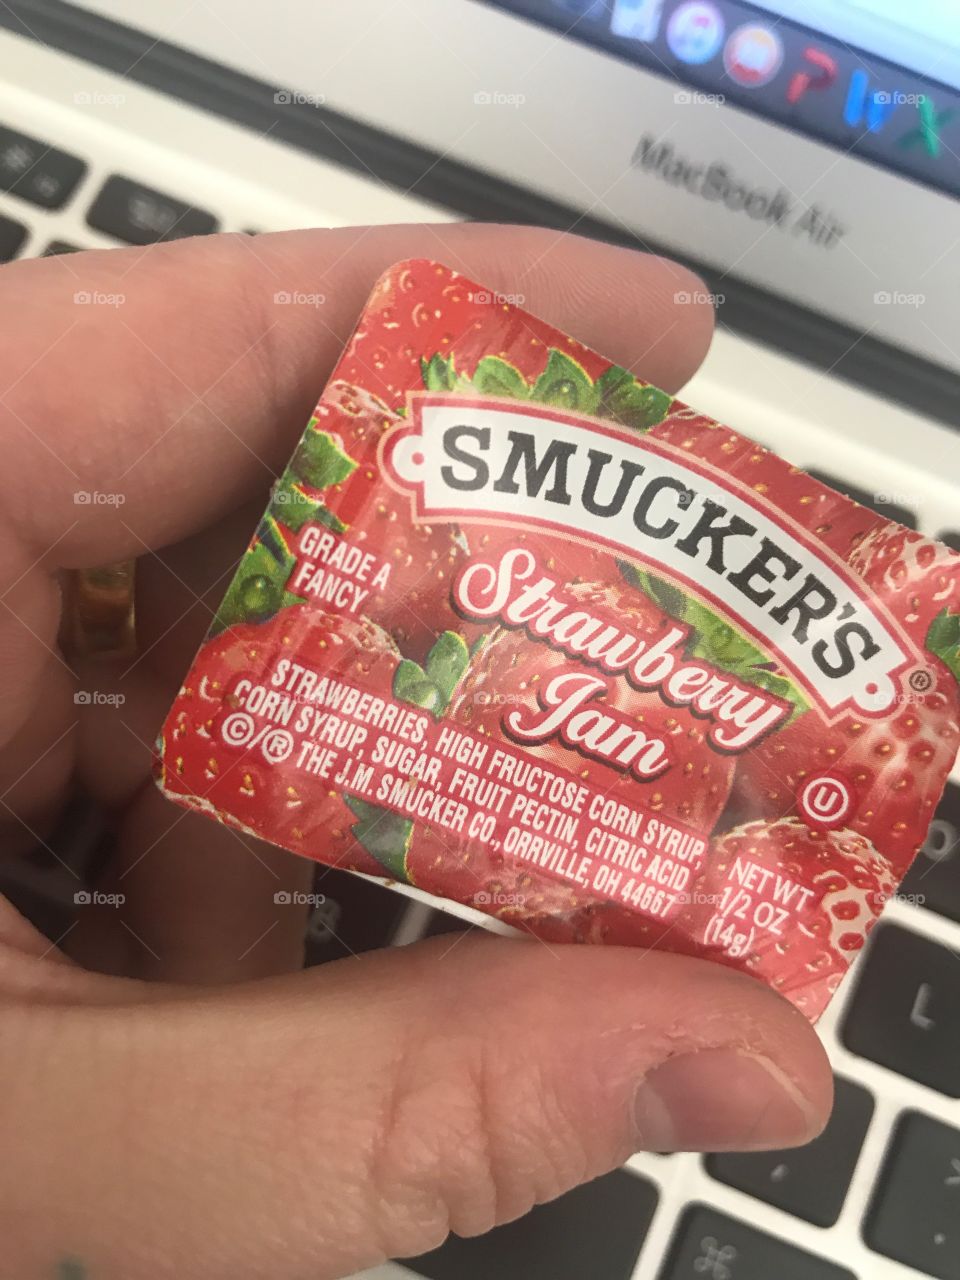 MacBook Air
SMUCKER'S®
Strawberry
Jam
GRADE A
FANCY
STRAWBERRIES, HIGH FRUCTOSE CORN SYRUP,
CORN SYRUP, SUGAR, FRUIT PECTIN, CITRIC ACID
©/® THE J.M. SMUCKER CO., ORRVILLE, OH 44667
U
NET WT
1/2 OZ
(14g)
L
⌘
foap